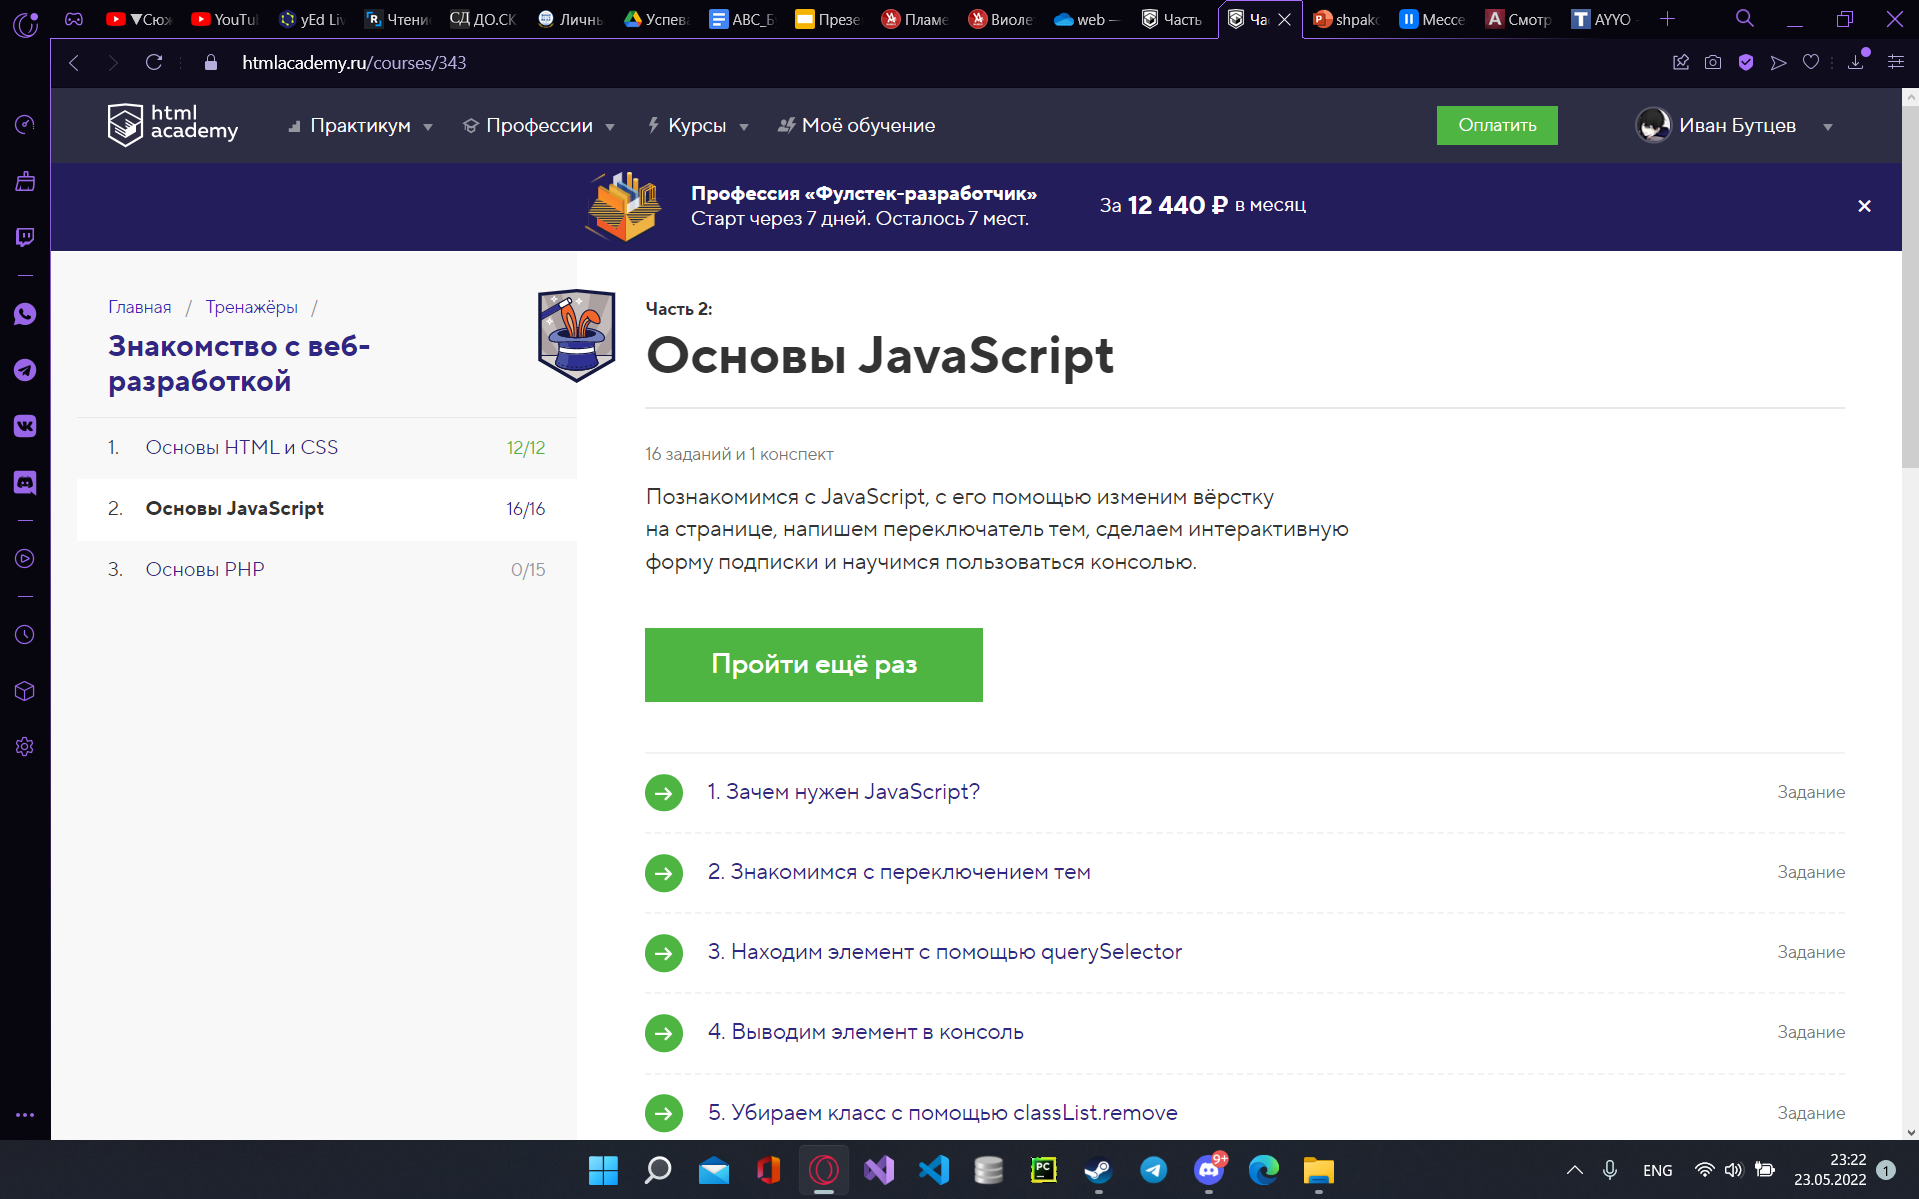 ▼Сюж
YouTu
yEd Liv
Чтени
ДО.СК
Личнь
Успева
АВС_Б
Презе
Пламе
Виоле
web —
Часть
Ча
shpak
Мессе
Смотр
AYYO
htmlacademy.ru/courses/343
html academy
Практикум
Профессии
Курсы
Моё обучение
Оплатить
Иван Бутцев
Профессия «Фулстек-разработчик»
Старт через 7 дней. Осталось 7 мест.
За 12 440 ₽ в месяц
Главная / Тренажёры /
Знакомство с веб-
разработкой
1. Основы HTML и CSS 12/12
2. Основы JavaScript 16/16
3. Основы PHP 0/15
Часть 2:
Основы JavaScript
16 заданий и 1 конспект
Познакомимся с JavaScript, с его помощью изменим вёрстку
на странице, напишем переключатель тем, сделаем интерактивную
форму подписки и научимся пользоваться консолью.
Пройти ещё раз
1. Зачем нужен JavaScript? Задание
2. Знакомимся с переключением тем Задание
3. Находим элемент с помощью querySelector Задание
4. Выводим элемент в консоль Задание
5. Убираем класс с помощью classList.remove Задание
9+
ENG
23:22
23.05.2022
1